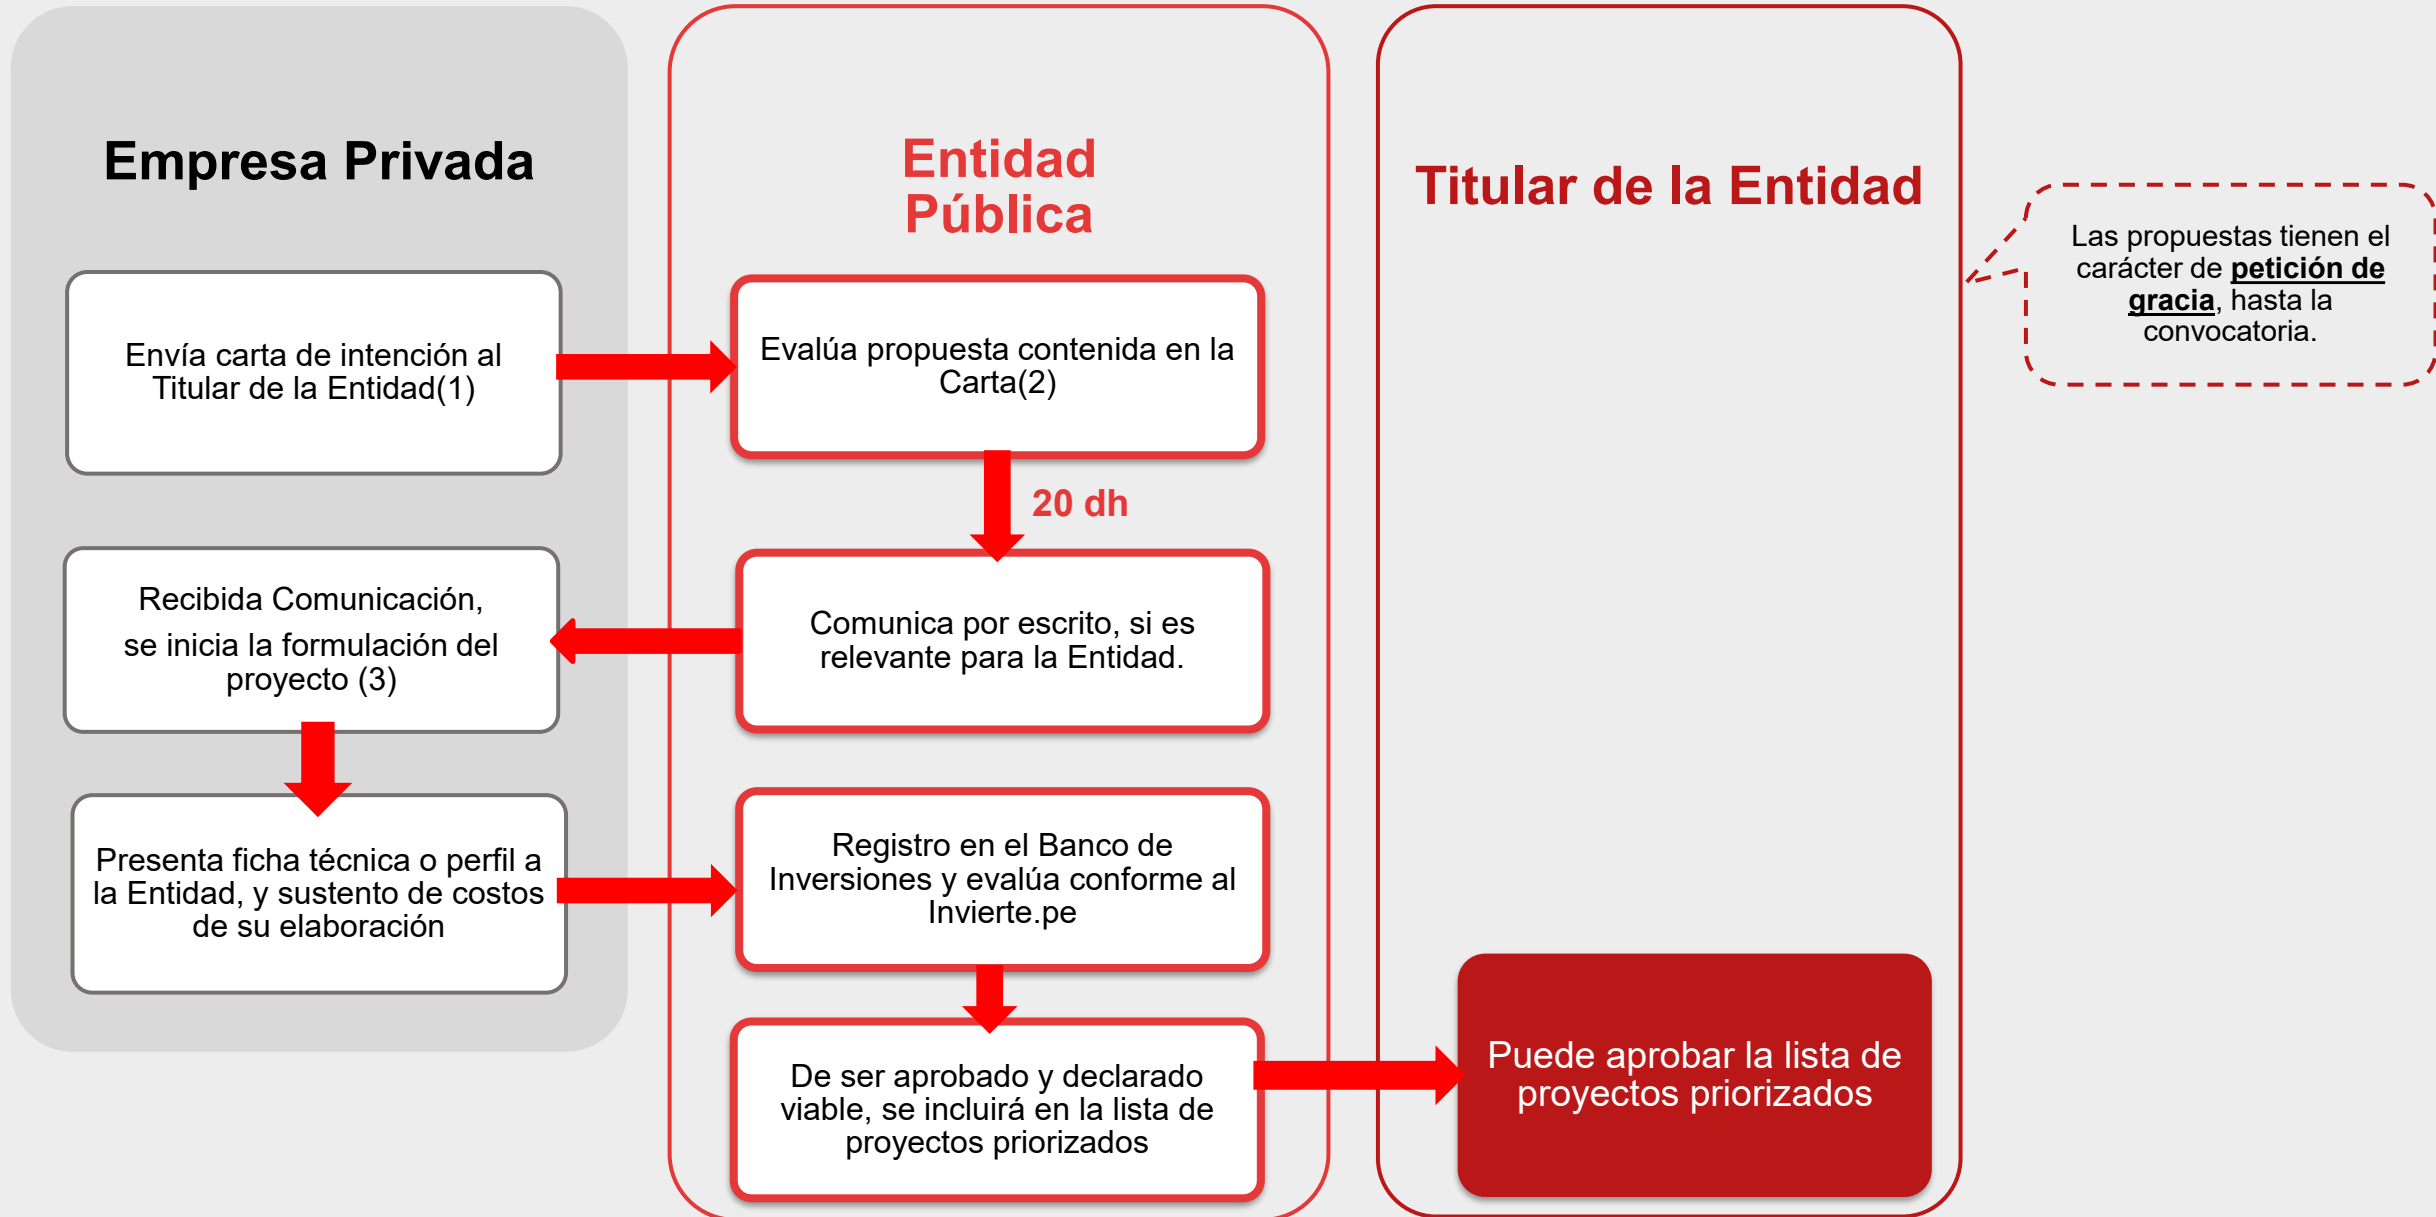 Empresa Privada
Envía carta de intención al
Titular de la Entidad(1)
Recibida Comunicación,
se inicia la formulación del
proyecto (3)
Presenta ficha técnica o perfil a
la Entidad, y sustento de costos
de su elaboración
Entidad
Pública
Evalúa propuesta contenida en la
Carta(2)
20 dh
Comunica por escrito, si es
relevante para la Entidad.
Registro en el Banco de
Inversiones y evalúa conforme al
Invierte.pe
De ser aprobado y declarado
viable, se incluirá en la lista de
proyectos priorizados
Titular de la Entidad
Puede aprobar la lista de
proyectos priorizados
Las propuestas tienen el
carácter de petición de
gracia, hasta la
convocatoria.